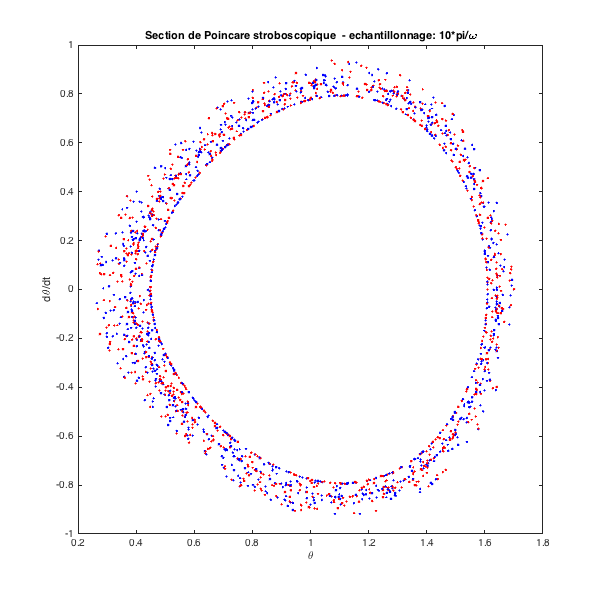 Section de Poincare stroboscopique - echantillonnage: 10*pi/ω
1
0.8
0.6
0.4
0.2
0
-0.2
-0.4
-0.6
-0.8
-1
dθ/dt
0.2 0.4 0.6 0.8 1 1.2 1.4 1.6 1.8
θ